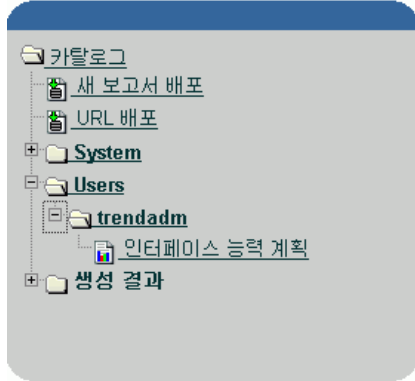 카탈로그
새 보고서 배포
URL 배포
System
Users
trendadm
인터페이스 능력 계획
생성 결과